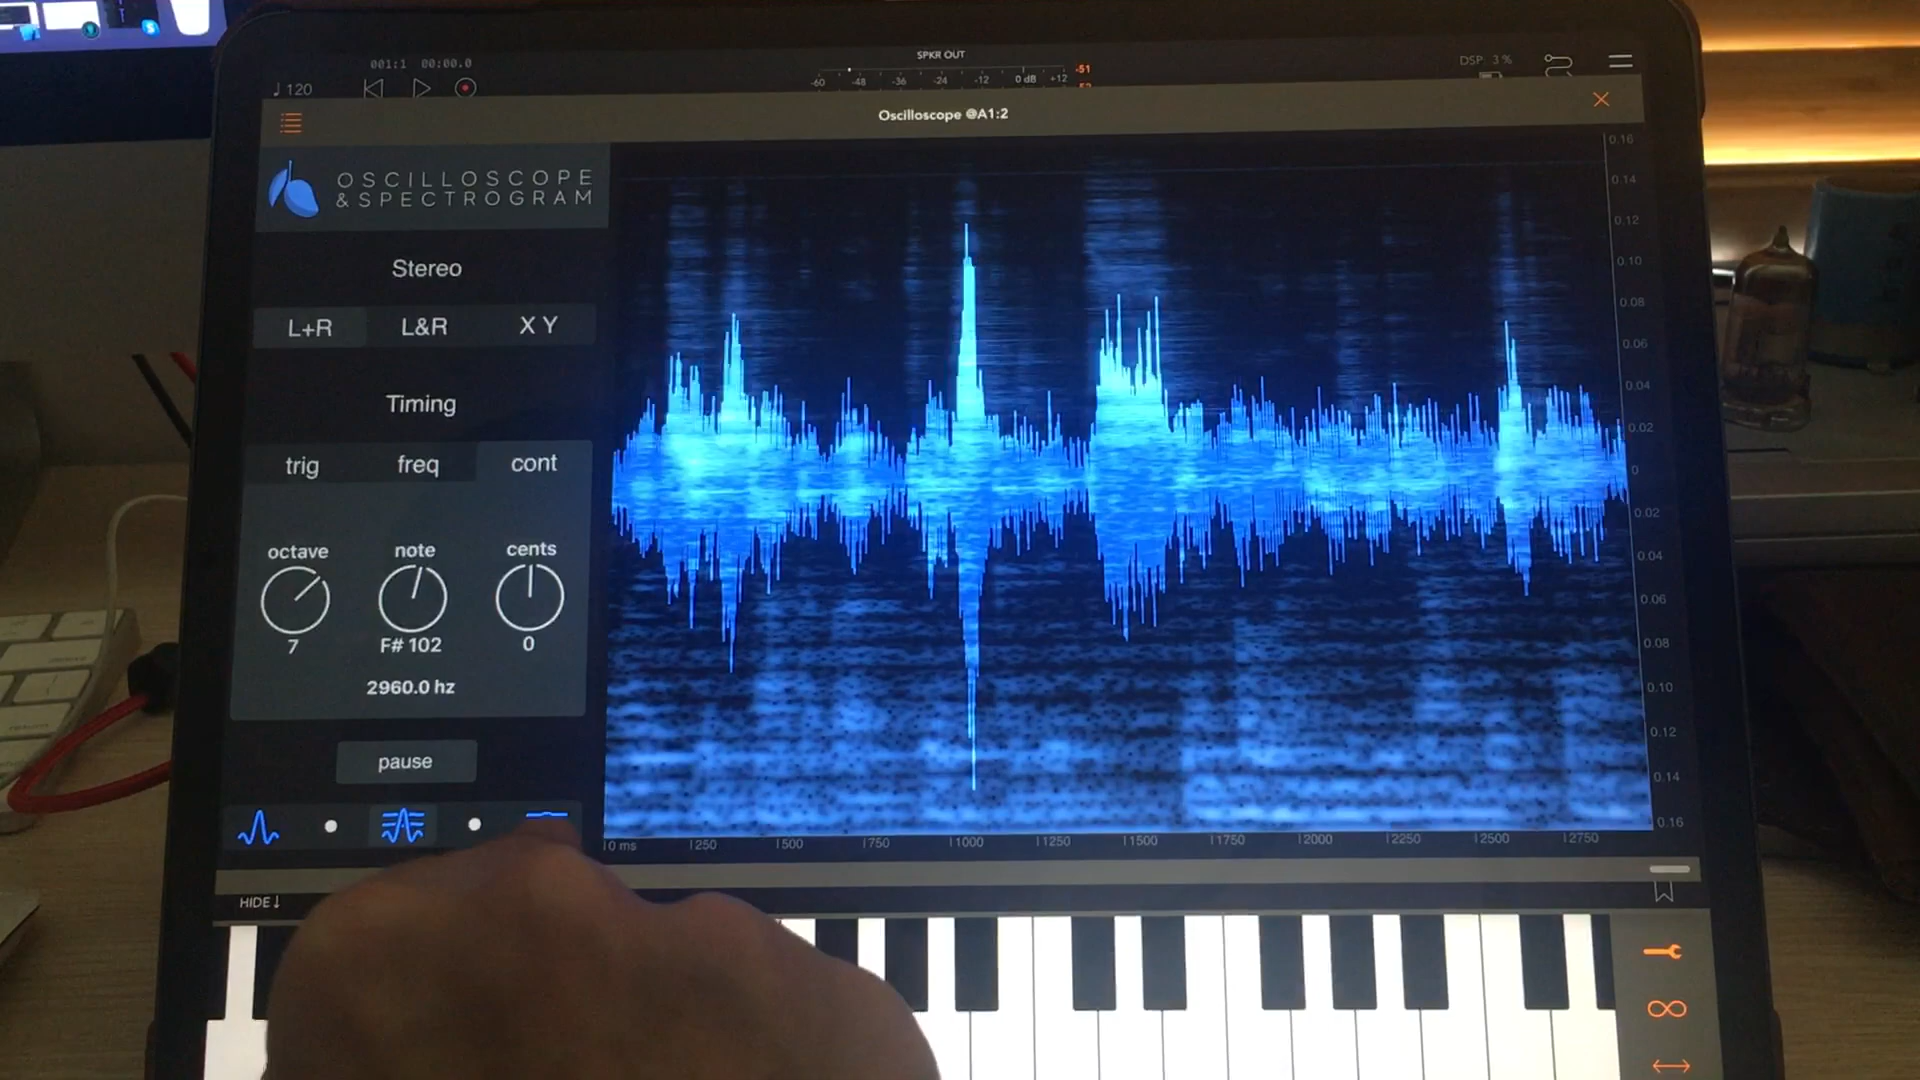 SPKR OUT
001:1 00:00.0
DSP: 3 %
♩120
-60 -48 -36 -24 -12 0 dB +12
-51
Oscilloscope @A1:2
OSCILLOSCOPE
& SPECTROGRAM
Stereo
L+R L&R X Y
Timing
trig freq cont
octave note cents
7 F# 102 0
2960.0 hz
pause
0.16
0.14
0.12
0.10
0.08
0.06
0.04
0.02
0
0.02
0.04
0.06
0.08
0.10
0.12
0.14
0.16
0 ms 250 500 750 1000 1250 1500 1750 2000 2250 2500 2750
HIDE↓